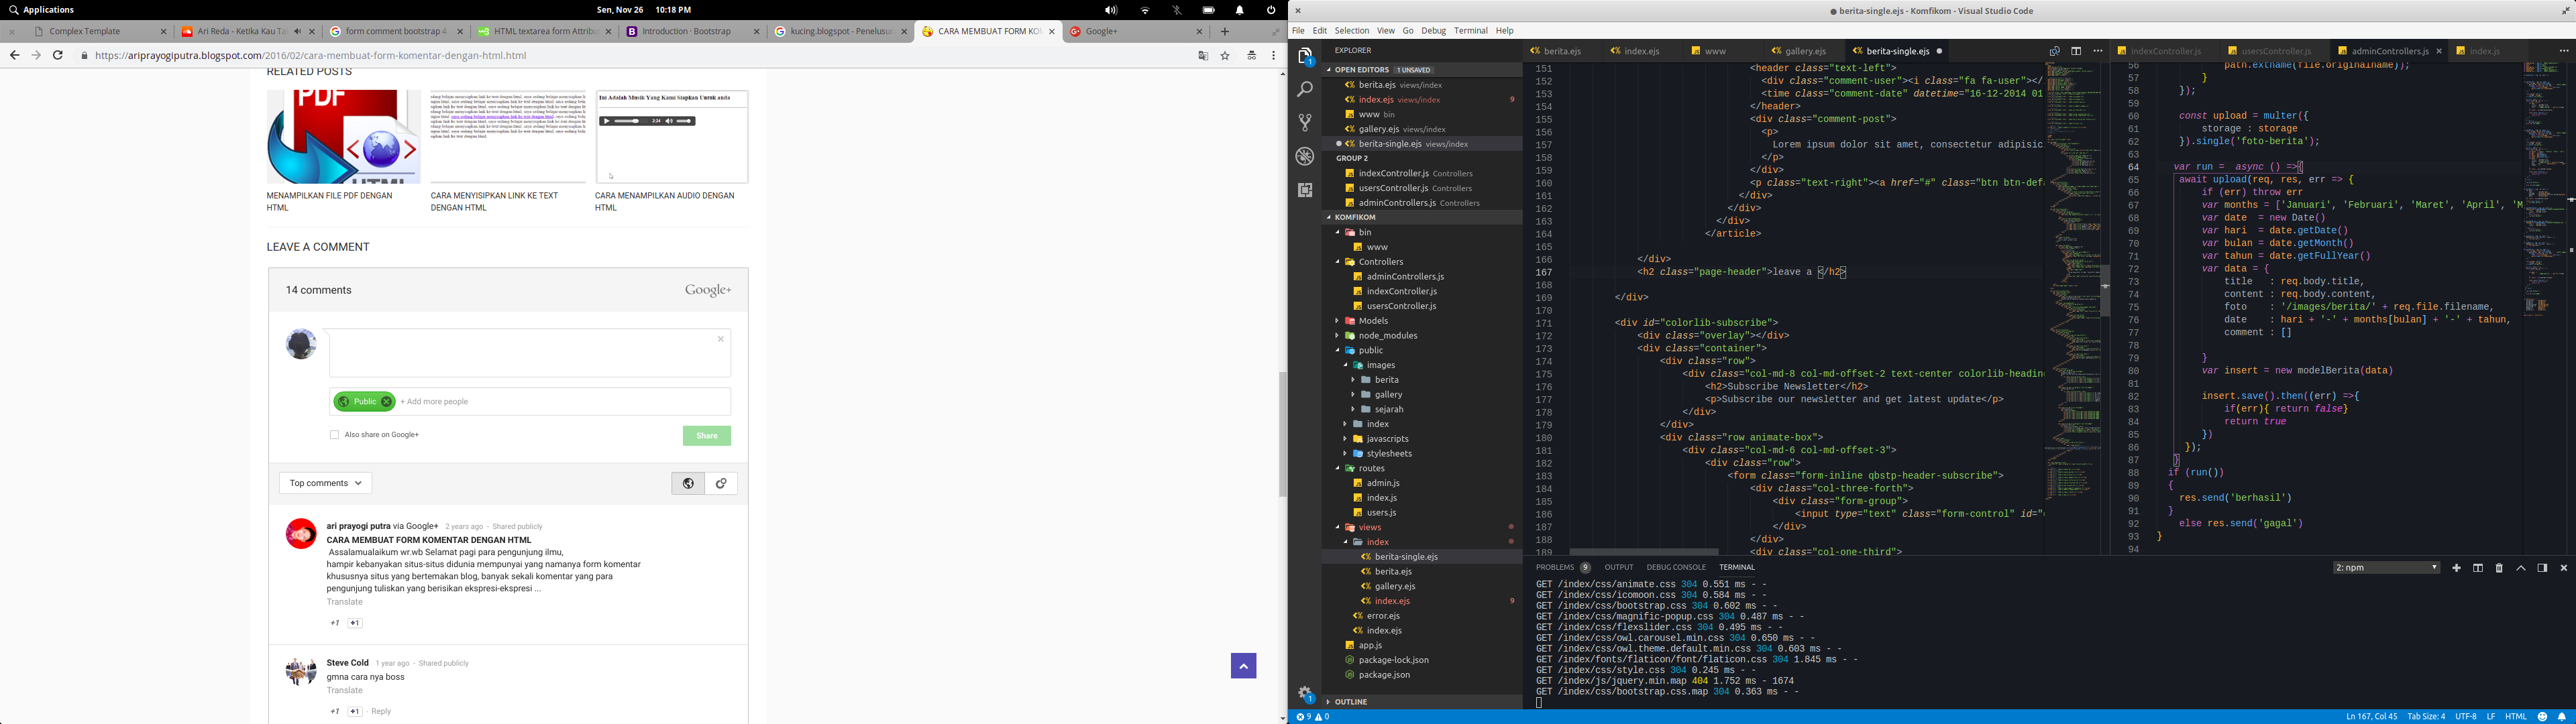 Applications
Sen, Nov 26 10:18 PM
Complex Template
Ari Reda - Ketika Kau Ta
form comment bootstrap 4
HTML textarea form Attribu
Introduction · Bootstrap
kucing.blogspot - Penelusu
CARA MEMBUAT FORM KO
Google+
https://ariprayogiputra.blogspot.com/2016/02/cara-membuat-form-komentar-dengan-html.html
RELATED POSTS
PDF
HTML
Ini Adalah Musik Yang Kami Siapkan Untuk anda
2:24
MENAMPILKAN FILE PDF DENGAN
HTML
CARA MENYISIPKAN LINK KE TEXT
DENGAN HTML
CARA MENAMPILKAN AUDIO DENGAN
HTML
LEAVE A COMMENT
14 comments
Google+
Public
+ Add more people
Also share on Google+
Share
Top comments
ari prayogi putra via Google+ 2 years ago - Shared publicly
CARA MEMBUAT FORM KOMENTAR DENGAN HTML
Assalamualaikum wr.wb Selamat pagi para pengunjung ilmu,
hampir kebanyakan situs-situs didunia mempunyai yang namanya form komentar
khususnya situs yang bertemakan blog, banyak sekali komentar yang para
pengunjung tuliskan yang berisikan ekspresi-ekspresi ...
Translate
+1 +1
Steve Cold 1 year ago - Shared publicly
gmna cara nya boss
Translate
+1 +1 · Reply
● berita-single.ejs - Komfikom - Visual Studio Code
File Edit Selection View Go Debug Terminal Help
EXPLORER
OPEN EDITORS 1 UNSAVED
berita.ejs views/index
index.ejs views/index 9
www bin
gallery.ejs views/index
berita-single.ejs views/index
GROUP 2
indexController.js Controllers
usersController.js Controllers
adminControllers.js Controllers
KOMFIKOM
bin
www
Controllers
adminControllers.js
indexController.js
usersController.js
Models
node_modules
public
images
berita
gallery
sejarah
index
javascripts
stylesheets
routes
admin.js
index.js
users.js
views
index
berita-single.ejs
berita.ejs
gallery.ejs
index.ejs 9
error.ejs
index.ejs
app.js
package-lock.json
package.json
OUTLINE
berita.ejs index.ejs www gallery.ejs berita-single.ejs
151 <header class="text-left">
152 <div class="comment-user"><i class="fa fa-user"></
153 <time class="comment-date" datetime="16-12-2014 01
154 </header>
155 <div class="comment-post">
156 <p>
157 Lorem ipsum dolor sit amet, consectetur adipisic
158 </p>
159 </div>
160 <p class="text-right"><a href="#" class="btn btn-def
161 </div>
162 </div>
163 </div>
164 </article>
165
166 </div>
167 <h2 class="page-header">leave a </h2>
168
169 </div>
170
171 <div id="colorlib-subscribe">
172 <div class="overlay"></div>
173 <div class="container">
174 <div class="row">
175 <div class="col-md-8 col-md-offset-2 text-center colorlib-heading
176 <h2>Subscribe Newsletter</h2>
177 <p>Subscribe our newsletter and get latest update</p>
178 </div>
179 </div>
180 <div class="row animate-box">
181 <div class="col-md-6 col-md-offset-3">
182 <div class="row">
183 <form class="form-inline qbstp-header-subscribe">
184 <div class="col-three-forth">
185 <div class="form-group">
186 <input type="text" class="form-control" id="
187 </div>
188 </div>
189 <div class="col-one-third">
indexController.js usersController.js adminControllers.js index.js
56 path.extname(file.originalname));
57 }
58 });
59
60 const upload = multer({
61 storage : storage
62 }).single('foto-berita');
63
64 var run = async () =>{
65 await upload(req, res, err => {
66 if (err) throw err
67 var months = ['Januari', 'Februari', 'Maret', 'April', 'M
68 var date = new Date()
69 var hari = date.getDate()
70 var bulan = date.getMonth()
71 var tahun = date.getFullYear()
72 var data = {
73 title : req.body.title,
74 content : req.body.content,
75 foto : '/images/berita/' + req.file.filename,
76 date : hari + '-' + months[bulan] + '-' + tahun,
77 comment : []
78
79 }
80 var insert = new modelBerita(data)
81
82 insert.save().then((err) =>{
83 if(err){ return false}
84 return true
85 })
86 });
87 }
88 if (run())
89 {
90 res.send('berhasil')
91 }
92 else res.send('gagal')
93 }
94
PROBLEMS 9 OUTPUT DEBUG CONSOLE TERMINAL
2: npm
GET /index/css/animate.css 304 0.551 ms - -
GET /index/css/icomoon.css 304 0.584 ms - -
GET /index/css/bootstrap.css 304 0.602 ms - -
GET /index/css/magnific-popup.css 304 0.487 ms - -
GET /index/css/flexslider.css 304 0.495 ms - -
GET /index/css/owl.carousel.min.css 304 0.650 ms - -
GET /index/css/owl.theme.default.min.css 304 0.603 ms - -
GET /index/fonts/flaticon/font/flaticon.css 304 1.845 ms - -
GET /index/css/style.css 304 0.245 ms - -
GET /index/js/jquery.min.map 404 1.752 ms - 1674
GET /index/css/bootstrap.css.map 304 0.363 ms - -
9 0
Ln 167, Col 45 Tab Size: 4 UTF-8 LF HTML